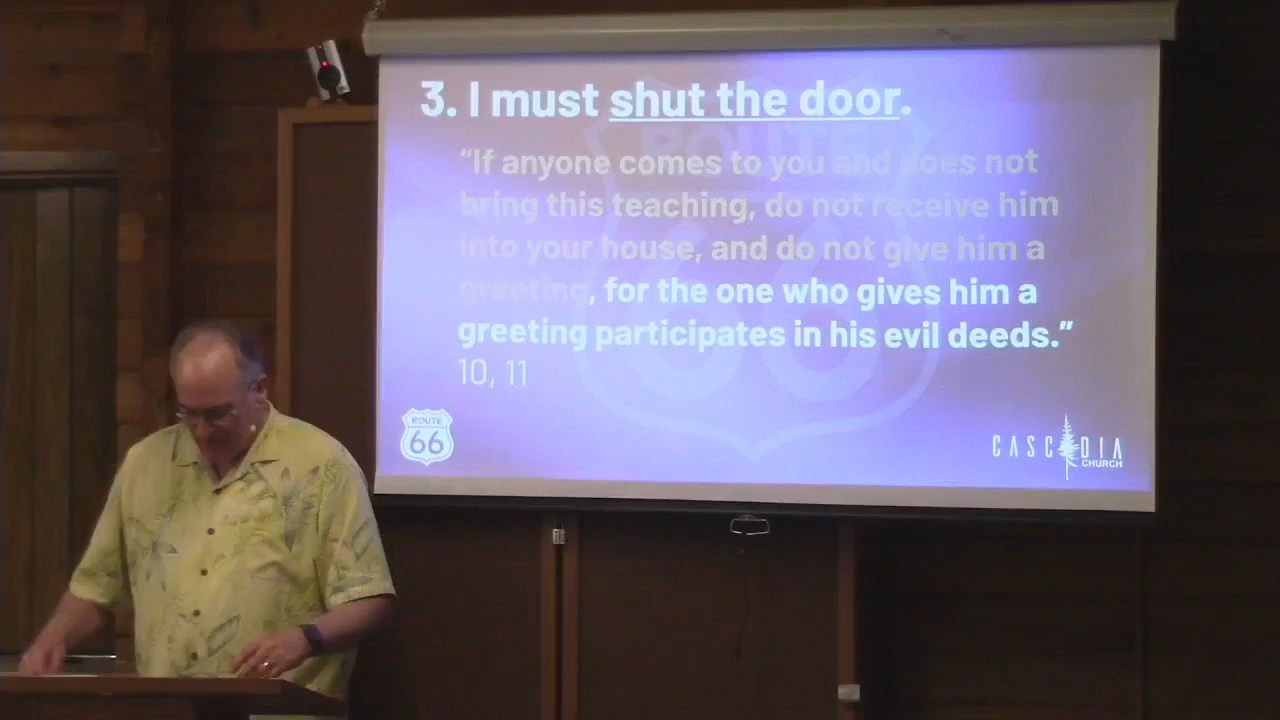 3. I must shut the door.
“If anyone comes to you and does not
bring this teaching, do not receive him
into your house, and do not give him a
greeting, for the one who gives him a
greeting participates in his evil deeds.”
10, 11
ROUTE
66
ROUTE
66
CASCADIA
CHURCH